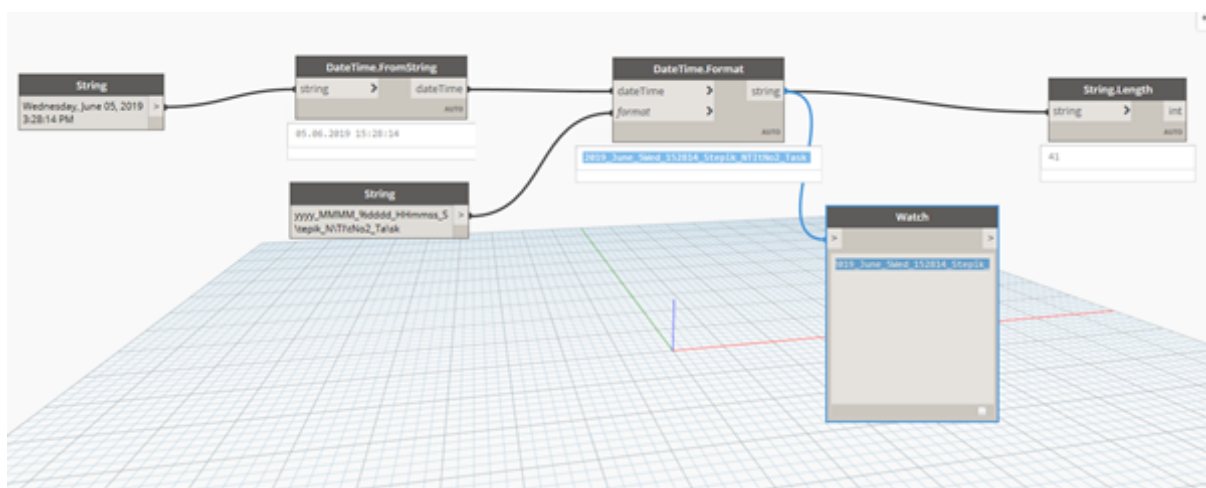 String
Wednesday, June 05, 2019 >
3:28:14 PM
DateTime.FromString
string > dateTime
AUTO
05.06.2019 15:28:14
String
yyyy_MMMM_%dddd_HHmmss_S >
\tepik_N\TI\tNo2_Ta\sk
DateTime.Format
dateTime > string
format >
AUTO
2019_June_5Wed_152814_Stepik_NTItNo2_Task
String.Length
string > int
AUTO
41
Watch
> >
2019_June_5Wed_152814_Stepik_